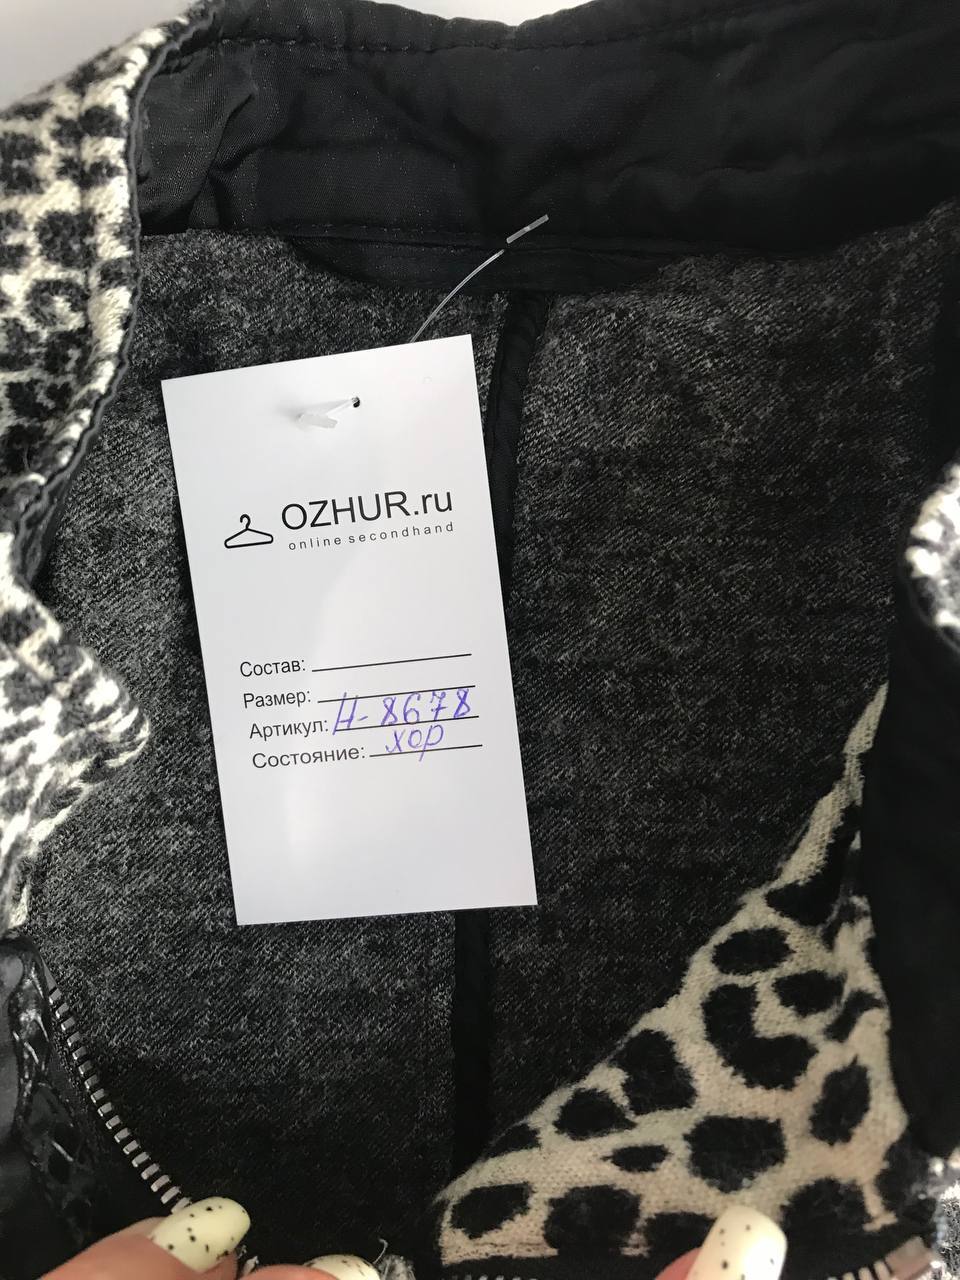 OZHUR.ru
online secondhand
Состав:
Размер:
Артикул: Н-8678
Состояние: хор